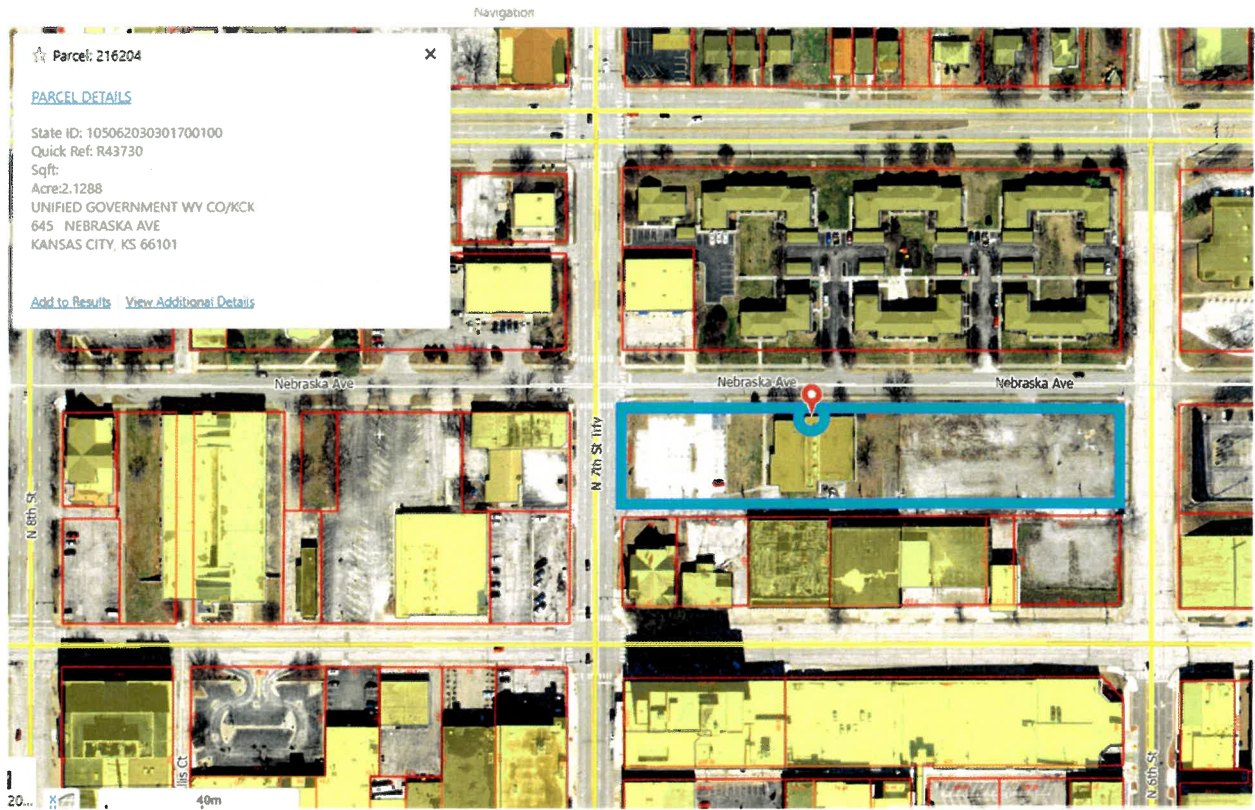 Navigation
Parcel: 216204
PARCEL DETAILS
State ID: 105062030301700100
Quick Ref: R43730
Sqft:
Acre:2.1288
UNIFIED GOVERNMENT WY CO/KCK
645 NEBRASKA AVE
KANSAS CITY, KS 66101
Add to Results View Additional Details
Nebraska Ave
Nebraska Ave
Nebraska Ave
N 7th St Trfy
N 8th St
N 6th St
20...
40m